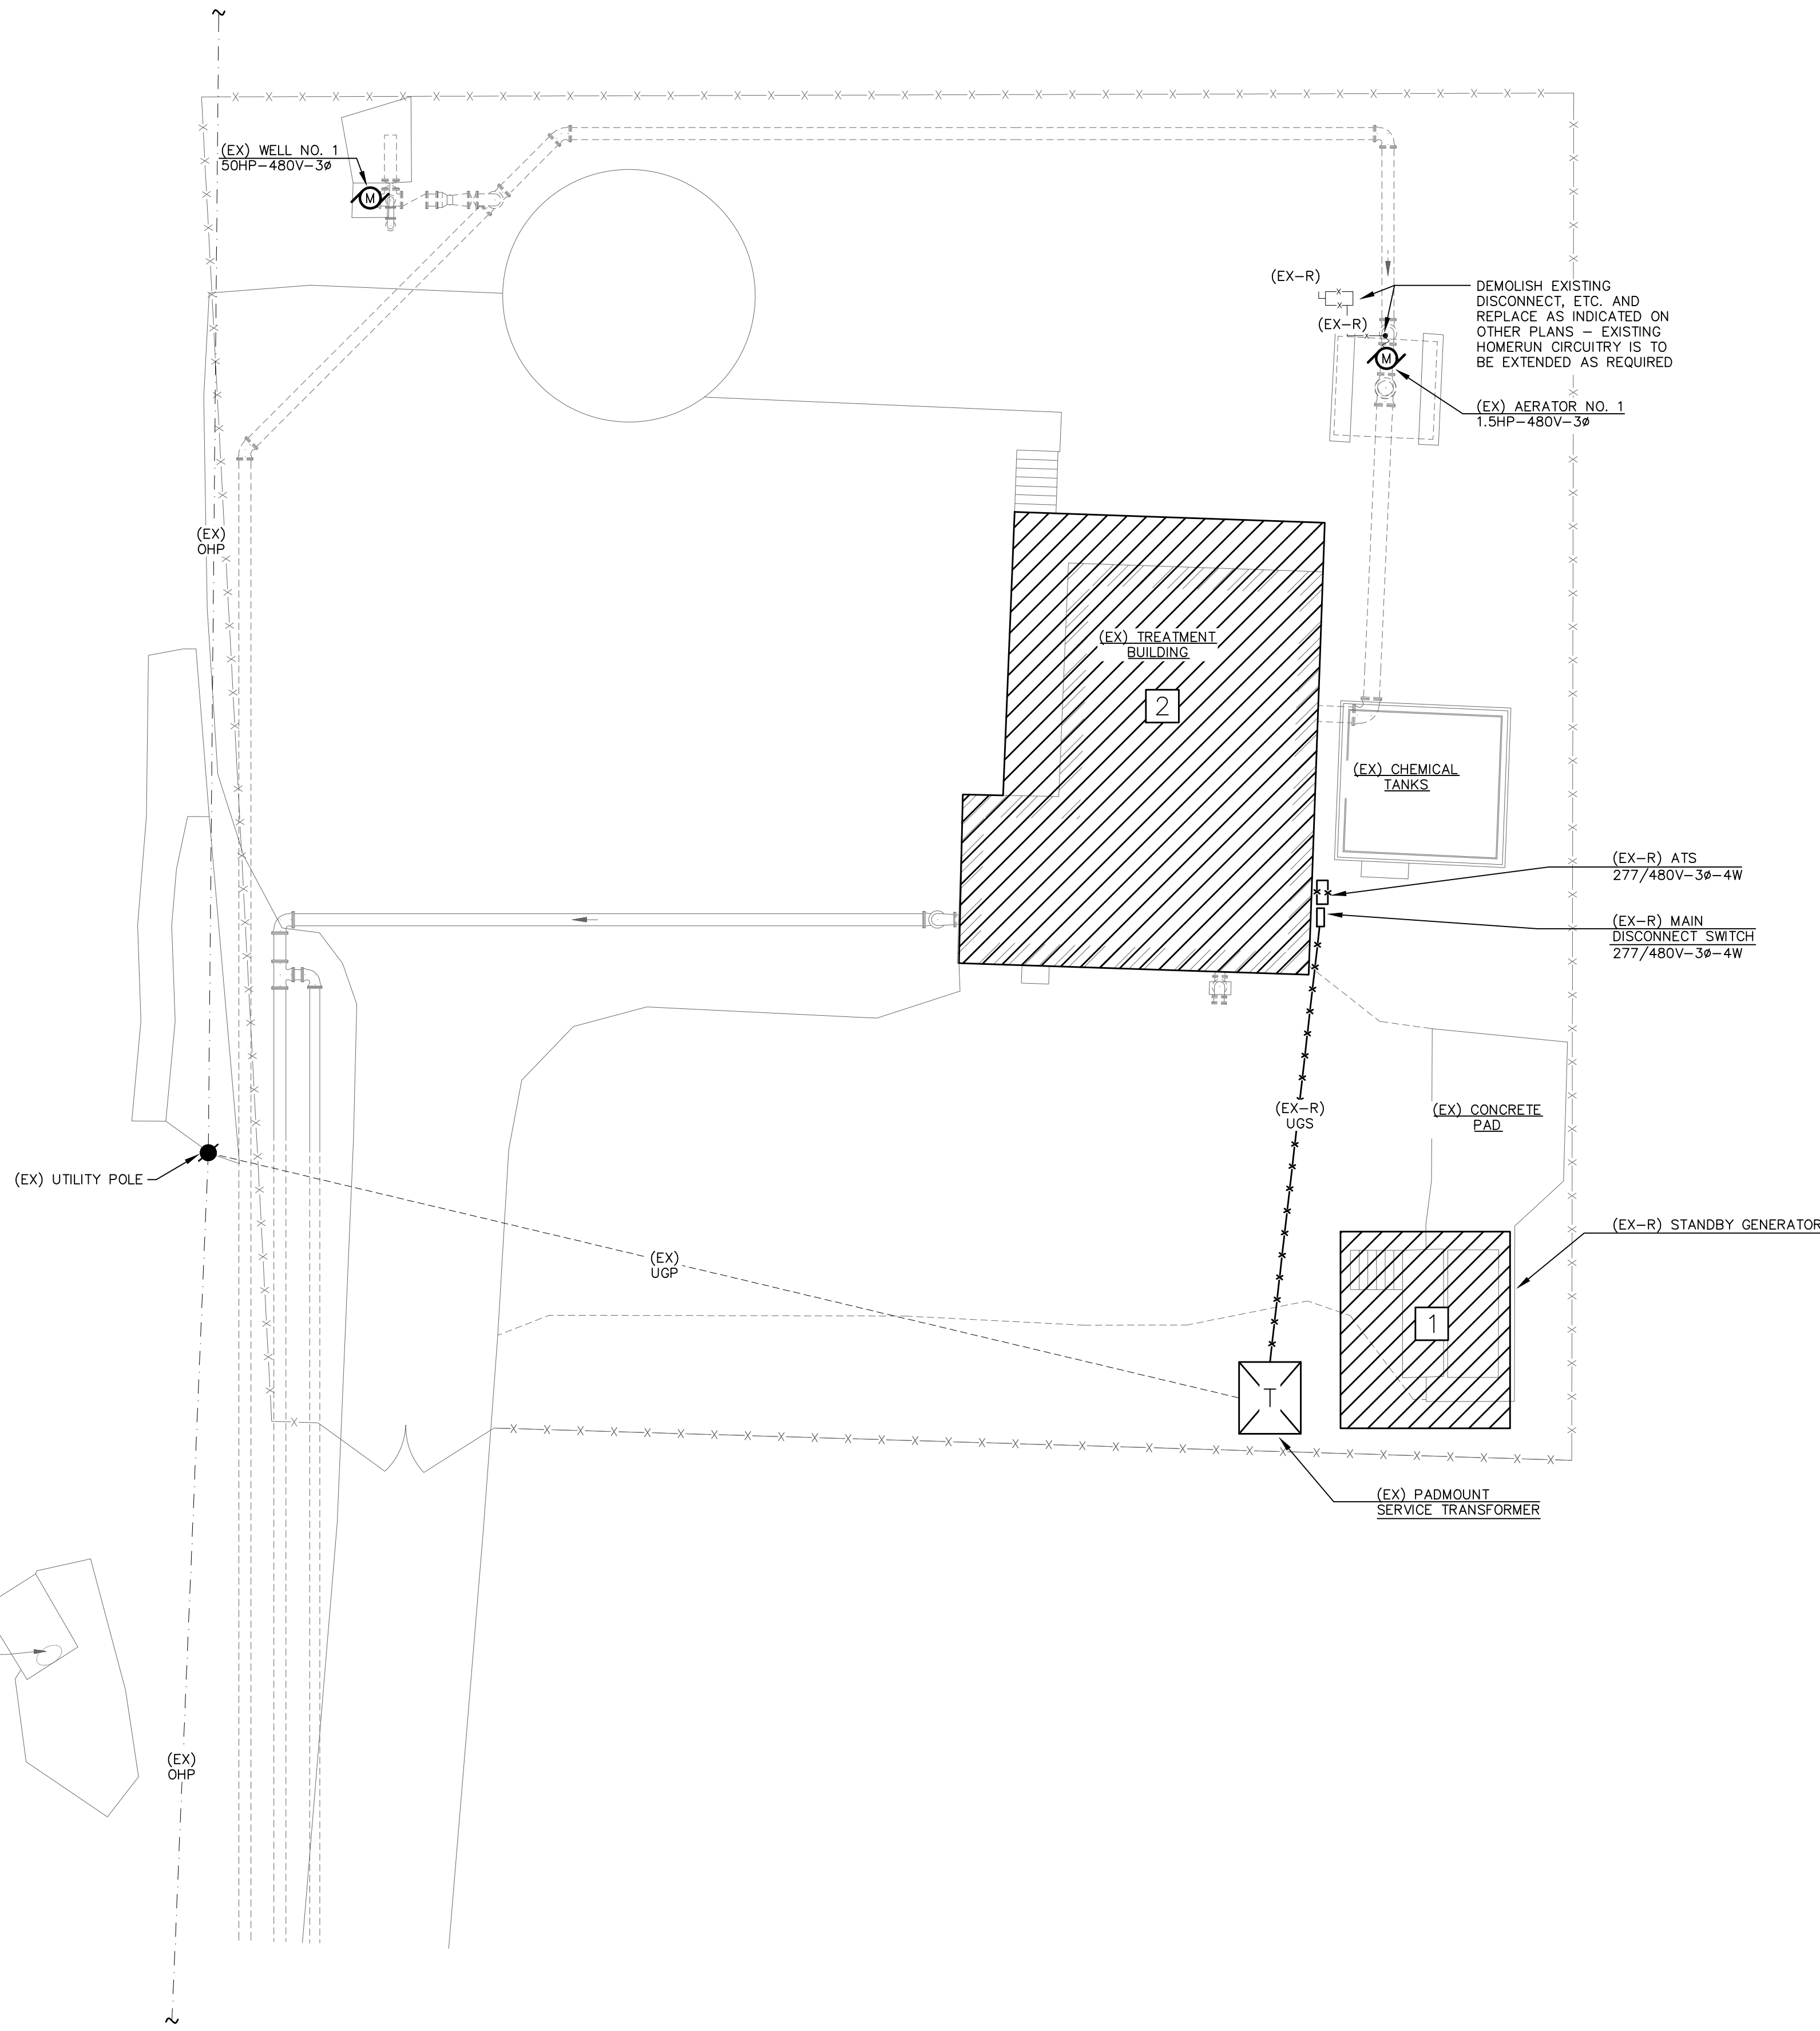 (EX) WELL NO. 1
50HP-480V-3ø
M
(EX-R)
(EX-R)
DEMOLISH EXISTING
DISCONNECT, ETC. AND
REPLACE AS INDICATED ON
OTHER PLANS – EXISTING
HOMERUN CIRCUITRY IS TO
BE EXTENDED AS REQUIRED
M
(EX) AERATOR NO. 1
1.5HP-480V-3ø
(EX)
OHP
(EX) TREATMENT
BUILDING
2
(EX) CHEMICAL
TANKS
(EX-R) ATS
277/480V-3ø-4W
(EX-R) MAIN
DISCONNECT SWITCH
277/480V-3ø-4W
(EX-R)
UGS
(EX) CONCRETE
PAD
(EX) UTILITY POLE
(EX)
UGP
(EX-R) STANDBY GENERATOR
1
T
(EX) PADMOUNT
SERVICE TRANSFORMER
(EX)
OHP